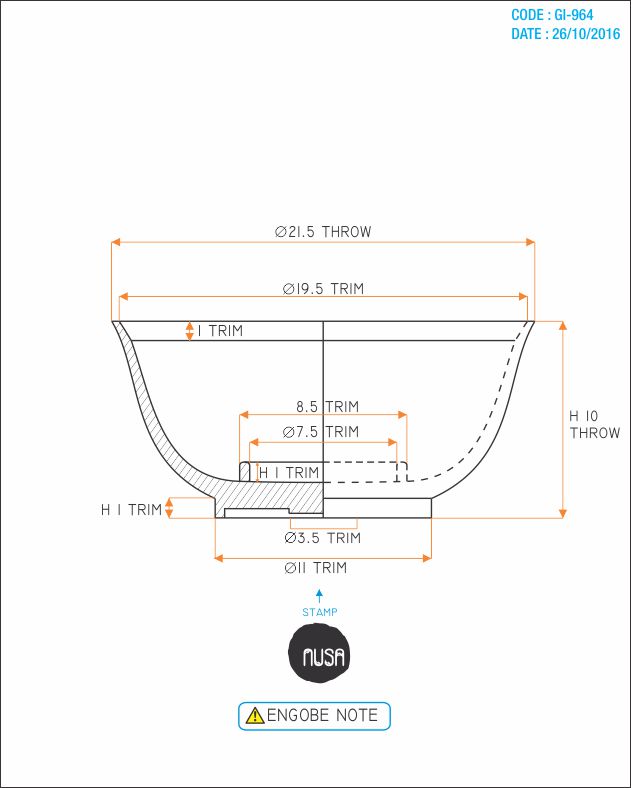 CODE : GI-964
DATE : 26/10/2016
Ø21.5 THROW
Ø19.5 TRIM
1 TRIM
8.5 TRIM
H 10
THROW
Ø7.5 TRIM
H 1 TRIM
H 1 TRIM
Ø3.5 TRIM
Ø11 TRIM
STAMP
NUSA
ENGOBE NOTE